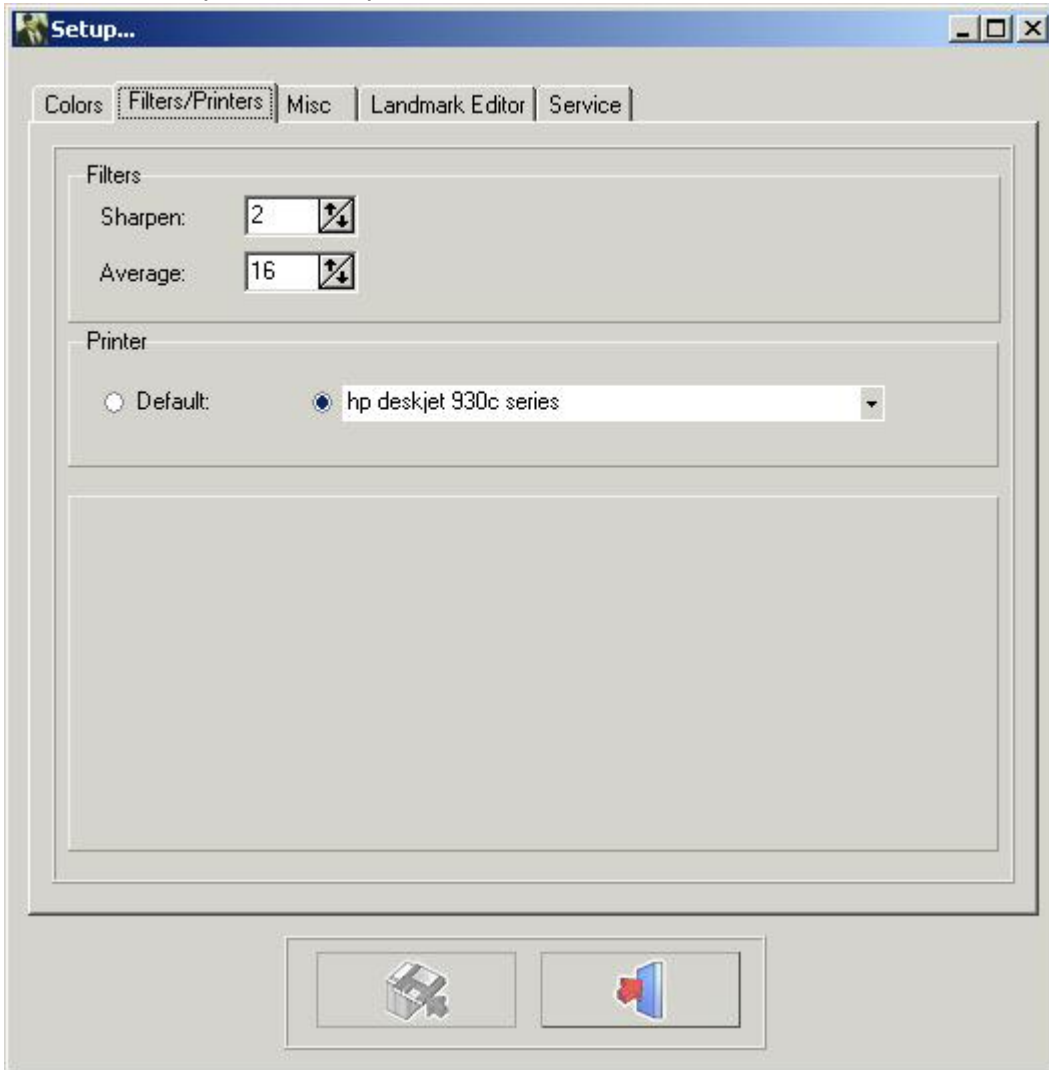 Setup...
Colors Filters/Printers Misc Landmark Editor Service
Filters
Sharpen: 2
Average: 16
Printer
Default: hp deskjet 930c series